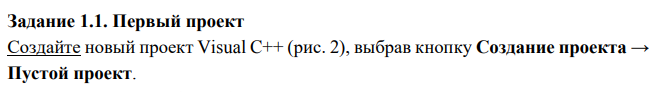 Задание 1.1. Первый проект
Создайте новый проект Visual C++ (рис. 2), выбрав кнопку Создание проекта →
Пустой проект.